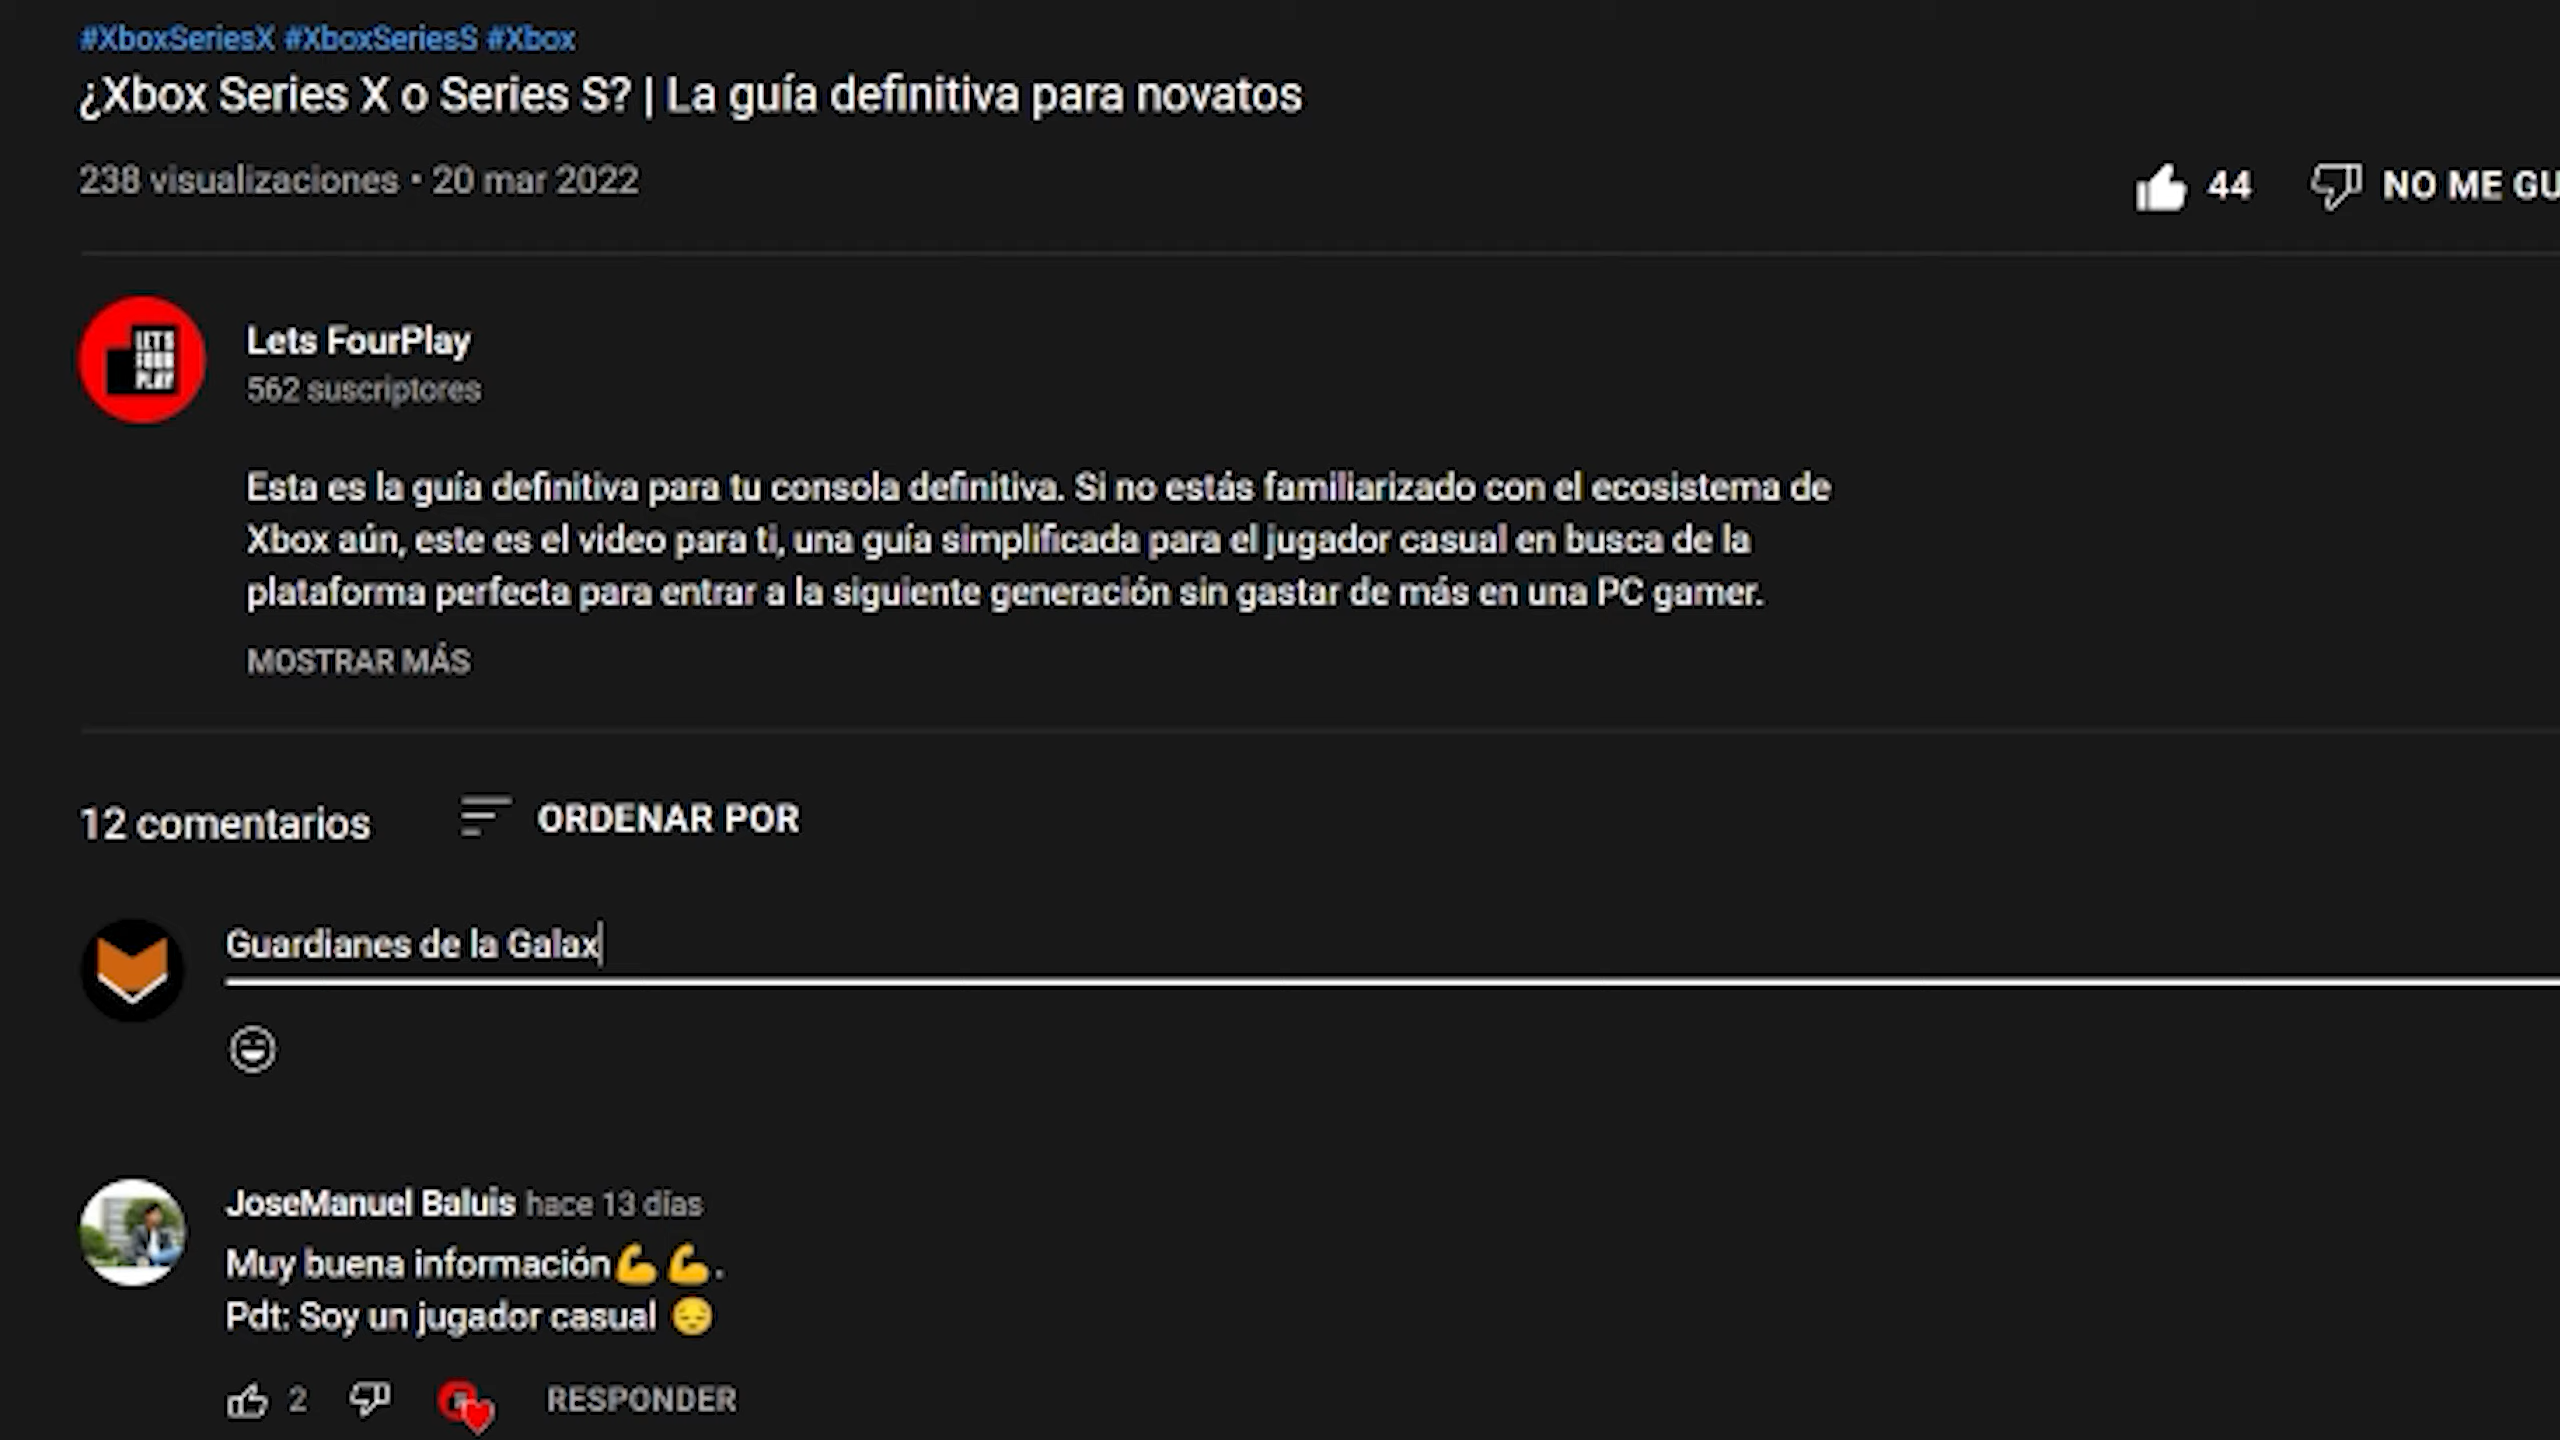 #XboxSeriesX #XboxSeriesS #Xbox
¿Xbox Series X o Series S? | La guía definitiva para novatos
238 visualizaciones • 20 mar 2022
44 NO ME GU
LETS
FOUR
PLAY
Lets FourPlay
562 suscriptores
Esta es la guía definitiva para tu consola definitiva. Si no estás familiarizado con el ecosistema de
Xbox aún, este es el video para ti, una guía simplificada para el jugador casual en busca de la
plataforma perfecta para entrar a la siguiente generación sin gastar de más en una PC gamer.
MOSTRAR MÁS
12 comentarios ORDENAR POR
Guardianes de la Galax
JoseManuel Baluis hace 13 días
Muy buena información💪💪.
Pdt: Soy un jugador casual 😔
2 RESPONDER